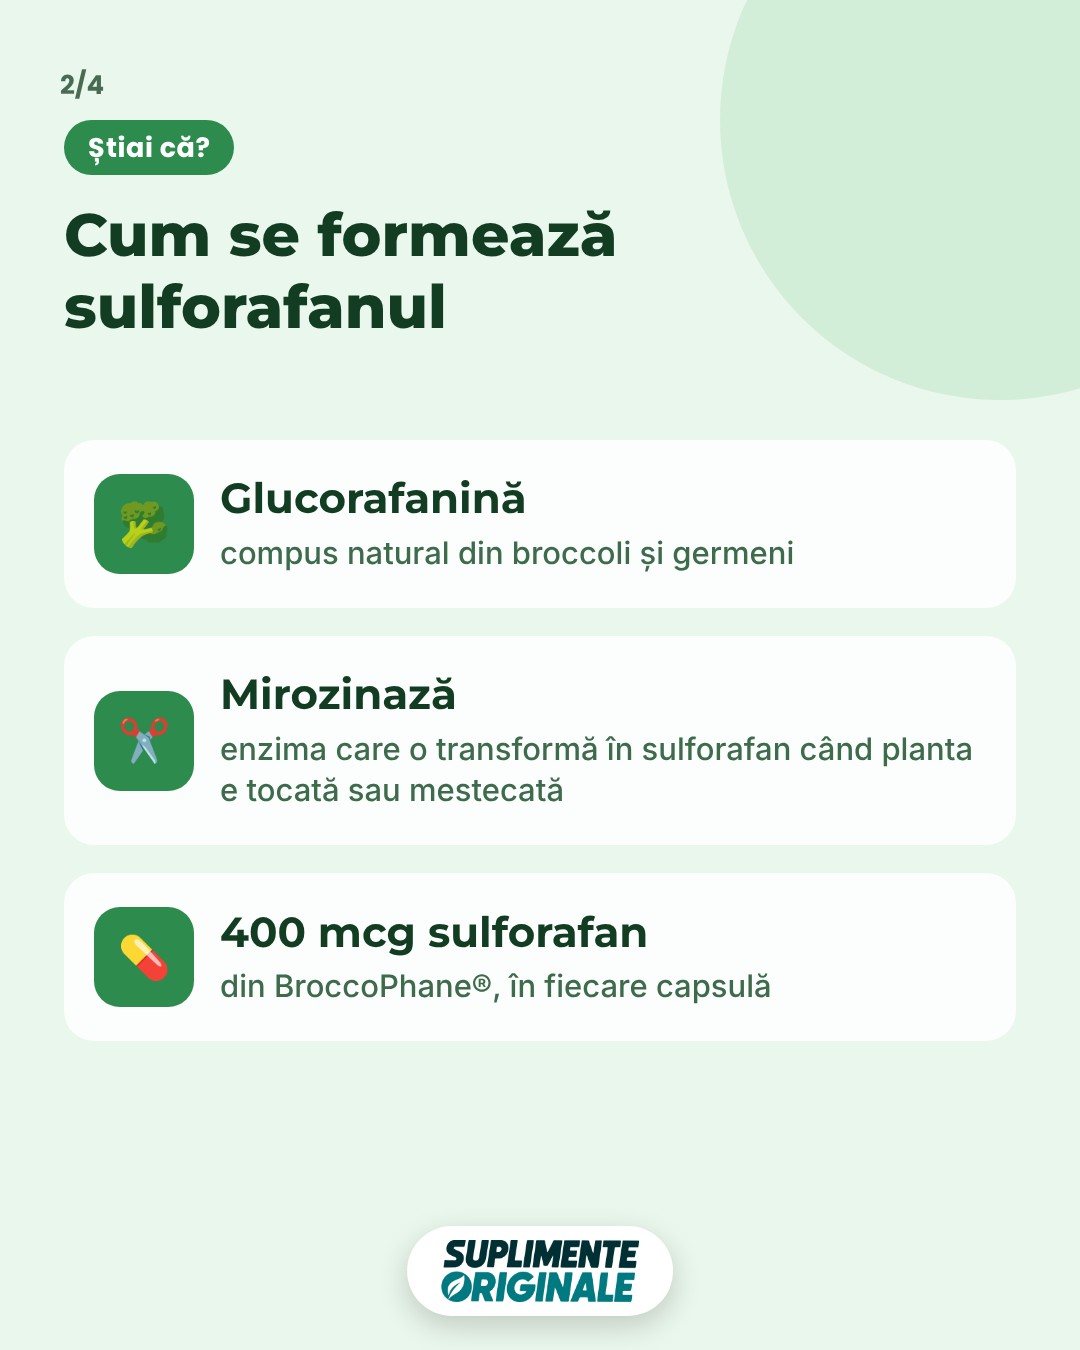 2/4
Știai că?
Cum se formează
sulforafanul
Glucorafanină
compus natural din broccoli și germeni
Mirozinază
enzima care o transformă în sulforafan când planta
e tocată sau mestecată
400 mcg sulforafan
din BroccoPhane®, în fiecare capsulă
SUPLIMENTE
ORIGINALE